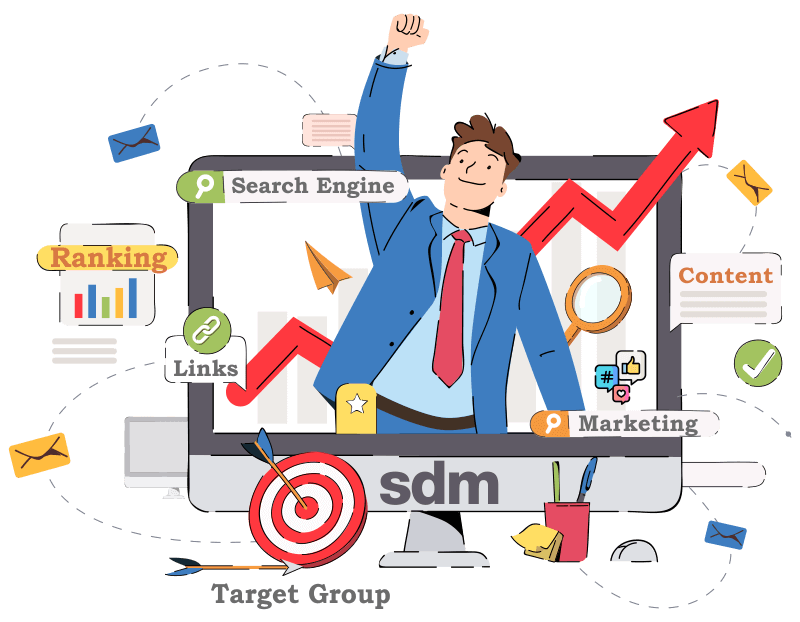 Search Engine
Ranking
Content
Links
#
Marketing
sdm
Target Group